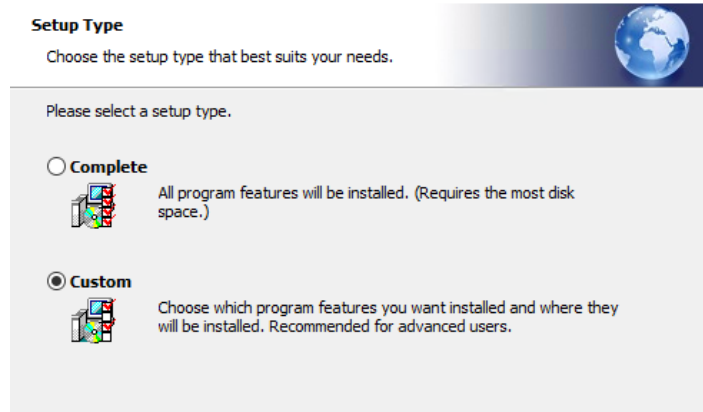 Setup Type
Choose the setup type that best suits your needs.
Please select a setup type.
Complete
All program features will be installed. (Requires the most disk
space.)
Custom
Choose which program features you want installed and where they
will be installed. Recommended for advanced users.